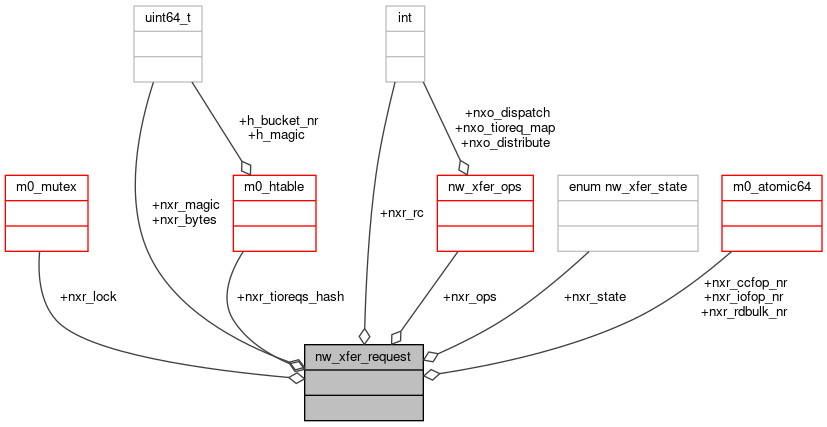 uint64_t
int
+h_bucket_nr
+h_magic
+nxo_dispatch
+nxo_tioreq_map
+nxo_distribute
m0_mutex
m0_htable
nw_xfer_ops
enum nw_xfer_state
m0_atomic64
+nxr_magic
+nxr_bytes
+nxr_rc
+nxr_lock
+nxr_tioreqs_hash
+nxr_ops
+nxr_state
+nxr_ccfop_nr
+nxr_iofop_nr
+nxr_rdbulk_nr
nw_xfer_request